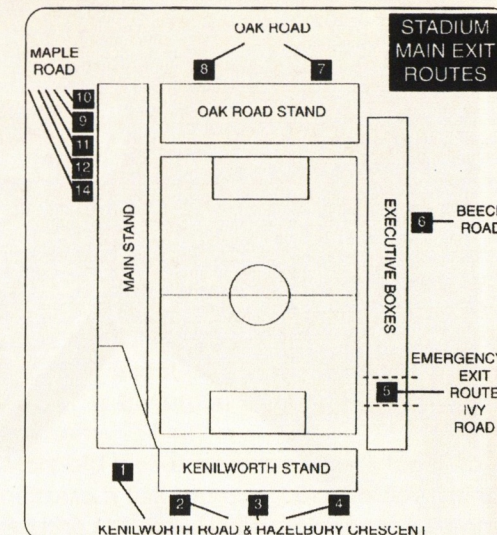 OAK ROAD
STADIUM
MAIN EXIT
ROUTES
MAPLE
ROAD
8
7
10
9
11
12
14
OAK ROAD STAND
MAIN STAND
EXECUTIVE BOXES
6
BEECH
ROAD
EMERGENCY
EXIT
ROUTE
IVY
ROAD
5
KENILWORTH STAND
1
2
3
4
KENILWORTH ROAD & HAZELBURY CRESCENT